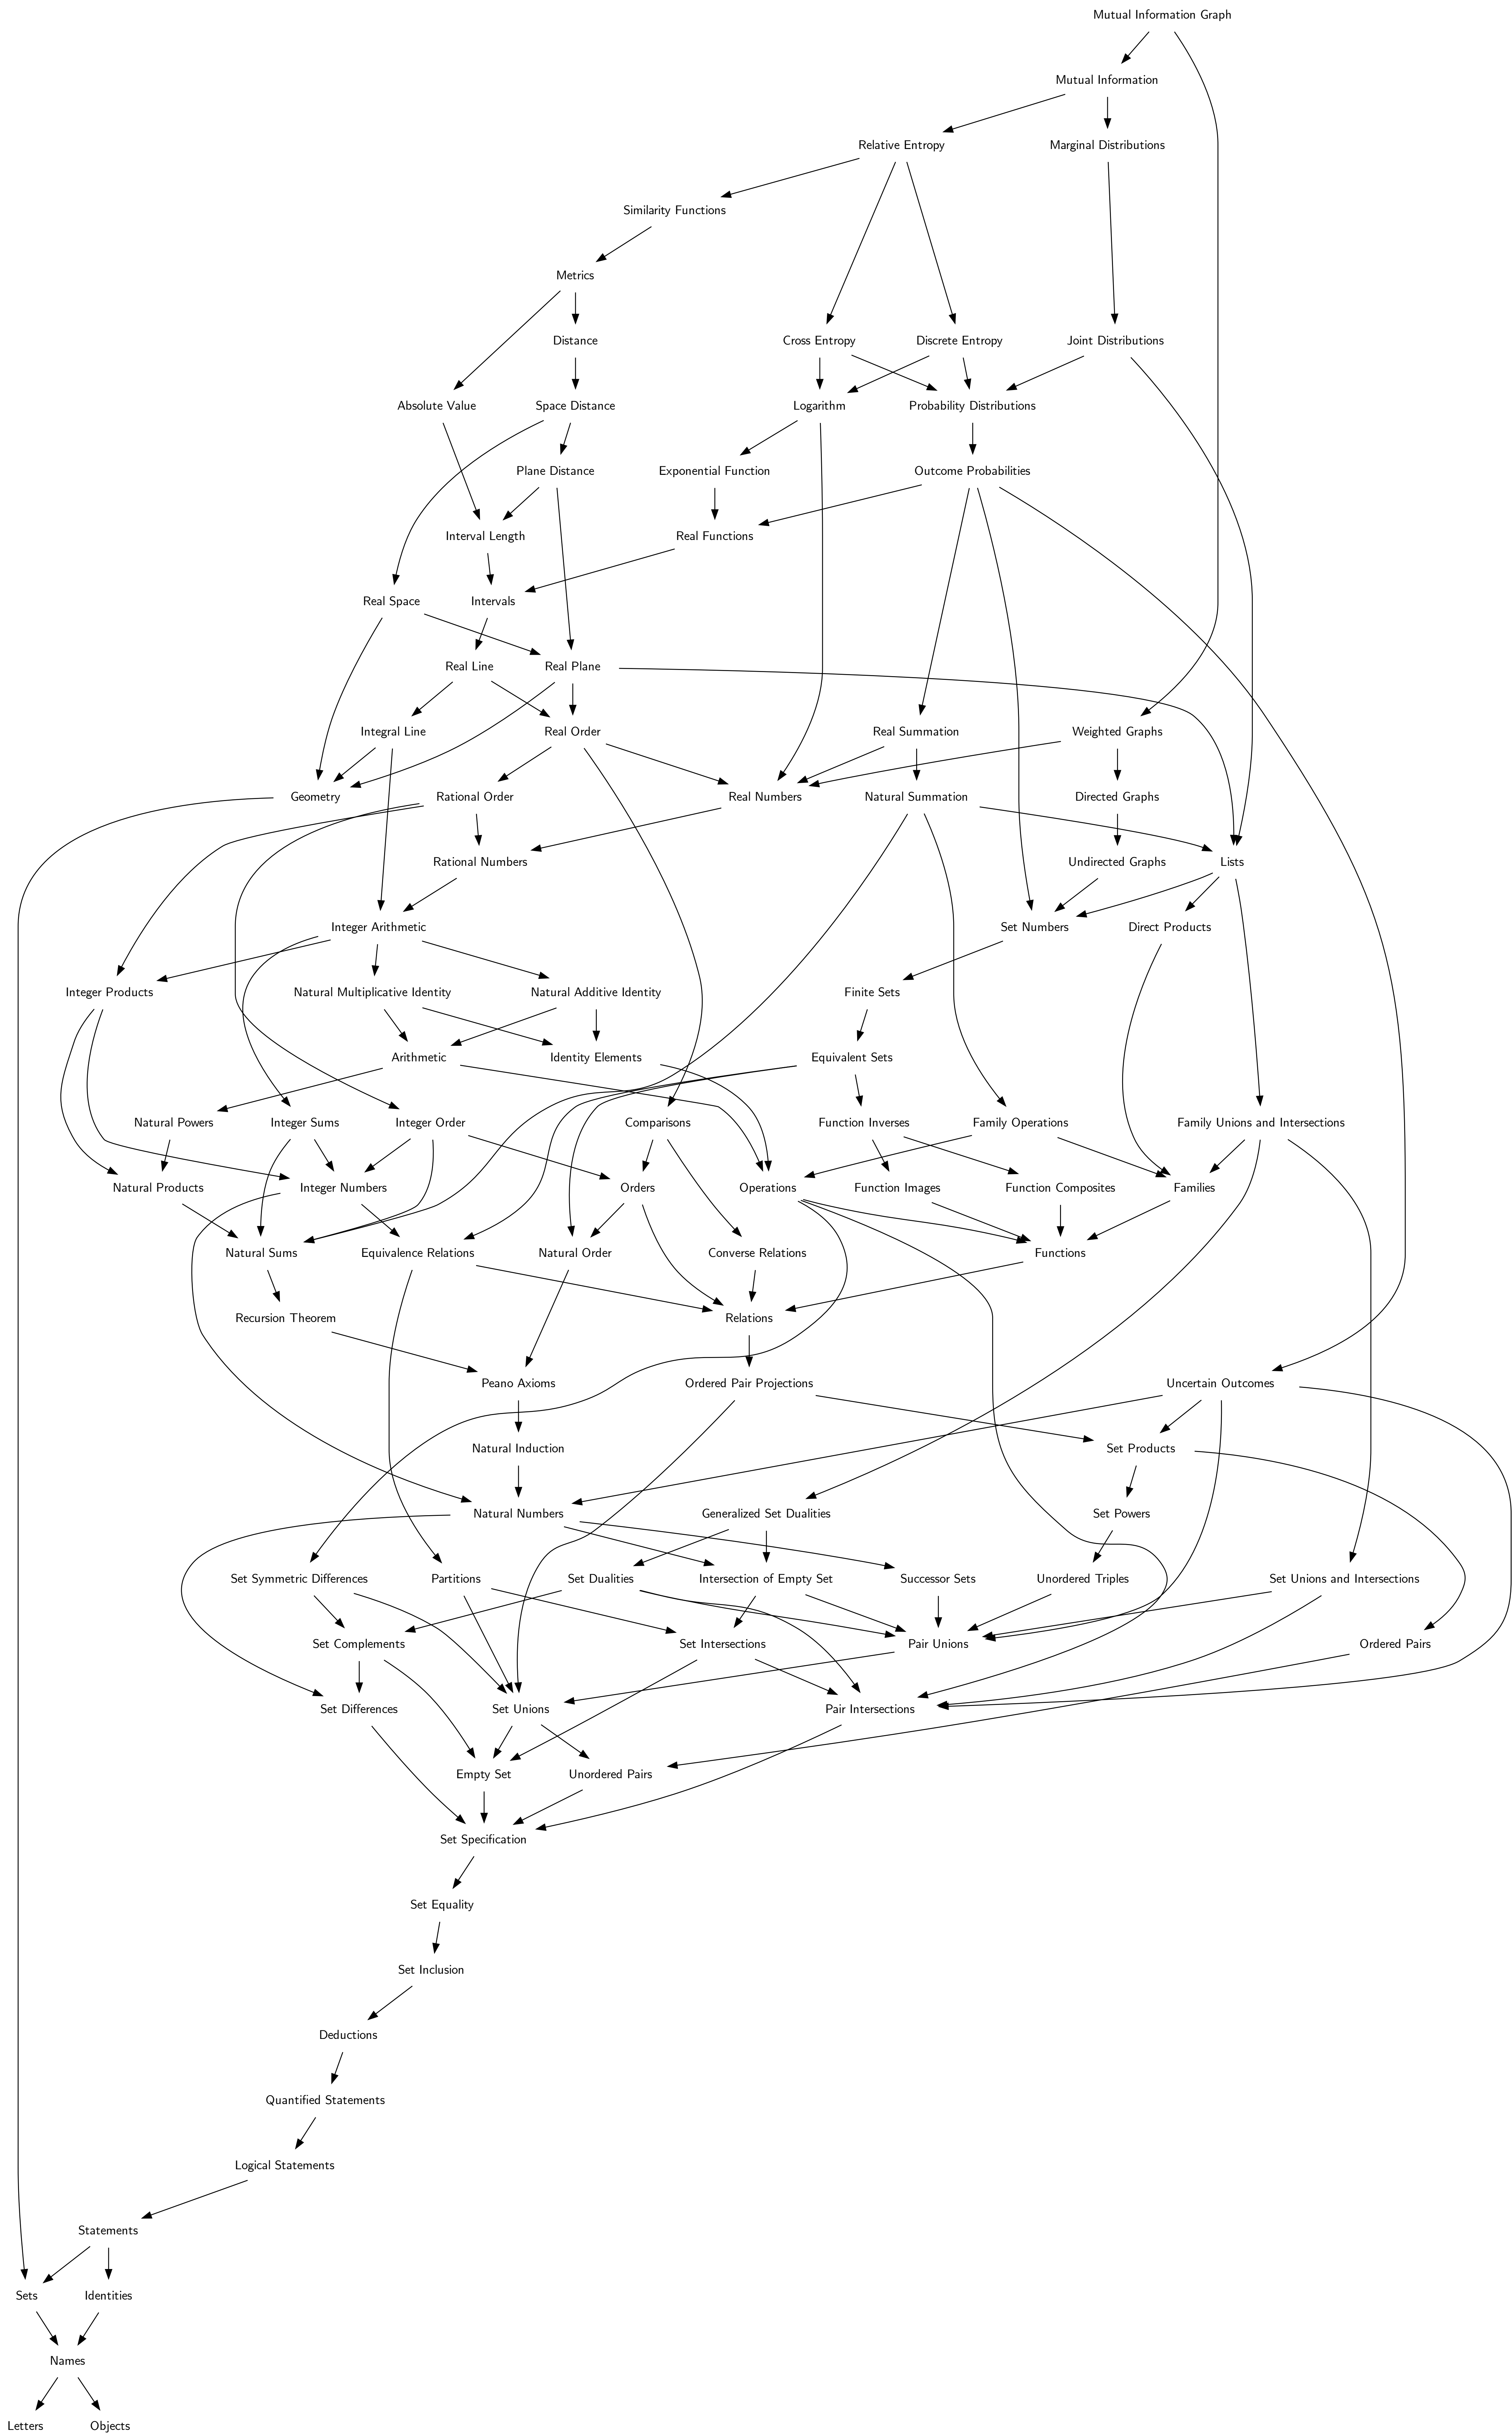 Mutual Information Graph
Mutual Information
Relative Entropy
Marginal Distributions
Similarity Functions
Metrics
Distance
Cross Entropy
Discrete Entropy
Joint Distributions
Absolute Value
Space Distance
Logarithm
Probability Distributions
Plane Distance
Exponential Function
Outcome Probabilities
Interval Length
Real Functions
Real Space
Intervals
Real Line
Real Plane
Integral Line
Real Order
Real Summation
Weighted Graphs
Geometry
Rational Order
Real Numbers
Natural Summation
Directed Graphs
Rational Numbers
Undirected Graphs
Lists
Integer Arithmetic
Set Numbers
Direct Products
Integer Products
Natural Multiplicative Identity
Natural Additive Identity
Finite Sets
Arithmetic
Identity Elements
Equivalent Sets
Natural Powers
Integer Sums
Integer Order
Comparisons
Function Inverses
Family Operations
Family Unions and Intersections
Natural Products
Integer Numbers
Orders
Operations
Function Images
Function Composites
Families
Natural Sums
Equivalence Relations
Natural Order
Converse Relations
Functions
Recursion Theorem
Relations
Peano Axioms
Ordered Pair Projections
Uncertain Outcomes
Natural Induction
Set Products
Natural Numbers
Generalized Set Dualities
Set Powers
Set Symmetric Differences
Partitions
Set Dualities
Intersection of Empty Set
Successor Sets
Unordered Triples
Set Unions and Intersections
Set Complements
Set Intersections
Pair Unions
Ordered Pairs
Set Differences
Set Unions
Pair Intersections
Empty Set
Unordered Pairs
Set Specification
Set Equality
Set Inclusion
Deductions
Quantified Statements
Logical Statements
Statements
Sets
Identities
Names
Letters
Objects